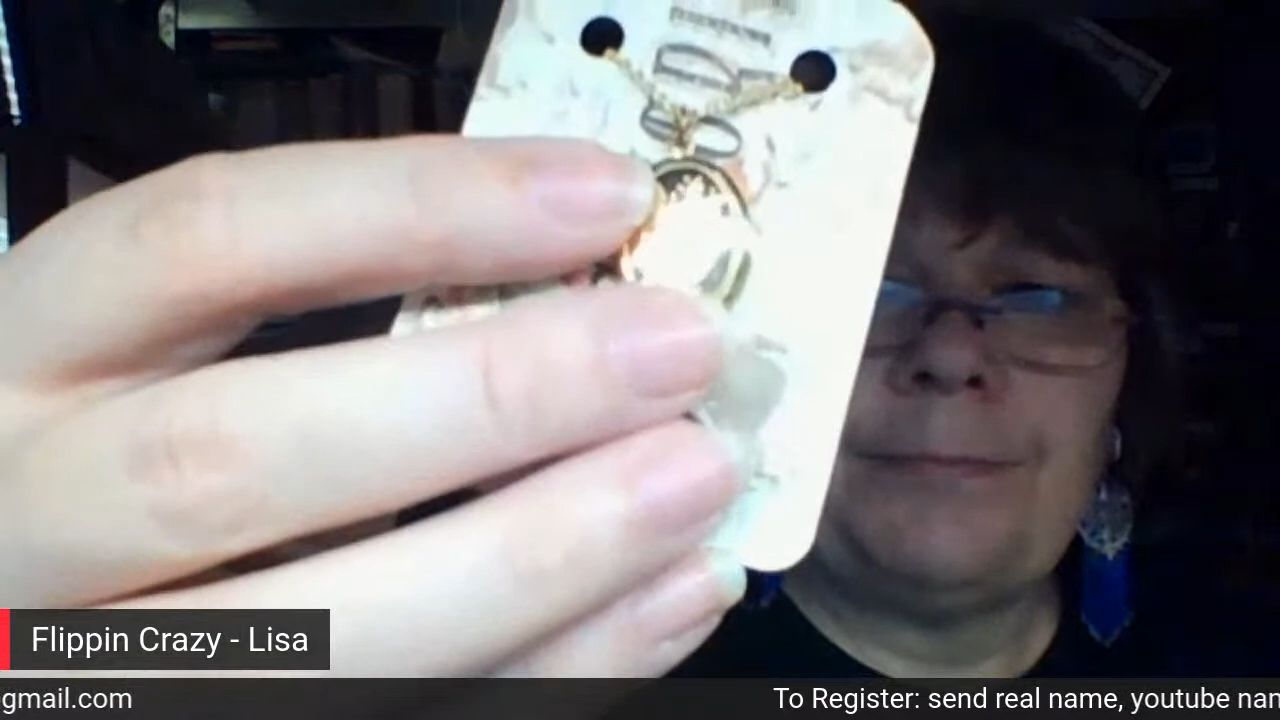 Flippin Crazy - Lisa
gmail.com
To Register: send real name, youtube nam